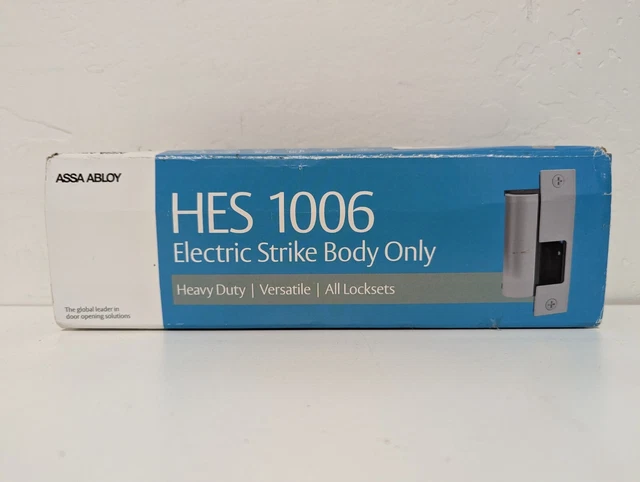 ASSA ABLOY
HES 1006
Electric Strike Body Only
Heavy Duty | Versatile | All Locksets
The global leader in
door opening solutions